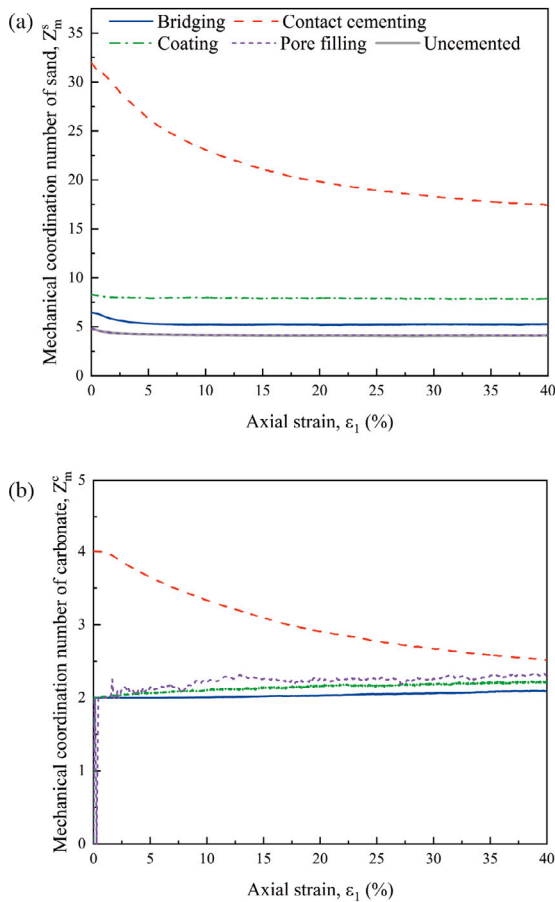 (a)
Bridging Contact cementing
Coating Pore filling Uncemented
Mechanical coordination number of sand, Z_m^s
35
30
25
20
15
10
5
0
0 5 10 15 20 25 30 35 40
Axial strain, ε₁ (%)
(b)
Mechanical coordination number of carbonate, Z_m^c
5
4
3
2
1
0
0 5 10 15 20 25 30 35 40
Axial strain, ε₁ (%)